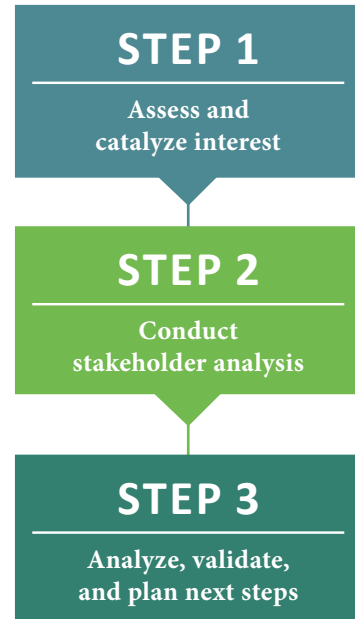 STEP 1
Assess and
catalyze interest
STEP 2
Conduct
stakeholder analysis
STEP 3
Analyze, validate,
and plan next steps